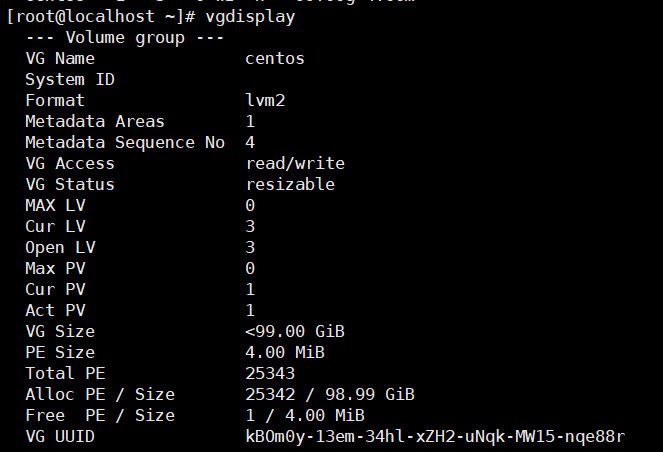 [root@localhost ~]# vgdisplay
--- Volume group ---
VG Name centos
System ID
Format lvm2
Metadata Areas 1
Metadata Sequence No 4
VG Access read/write
VG Status resizable
MAX LV 0
Cur LV 3
Open LV 3
Max PV 0
Cur PV 1
Act PV 1
VG Size <99.00 GiB
PE Size 4.00 MiB
Total PE 25343
Alloc PE / Size 25342 / 98.99 GiB
Free PE / Size 1 / 4.00 MiB
VG UUID kBOm0y-13em-34hl-xZH2-uNqk-MW15-nqe88r